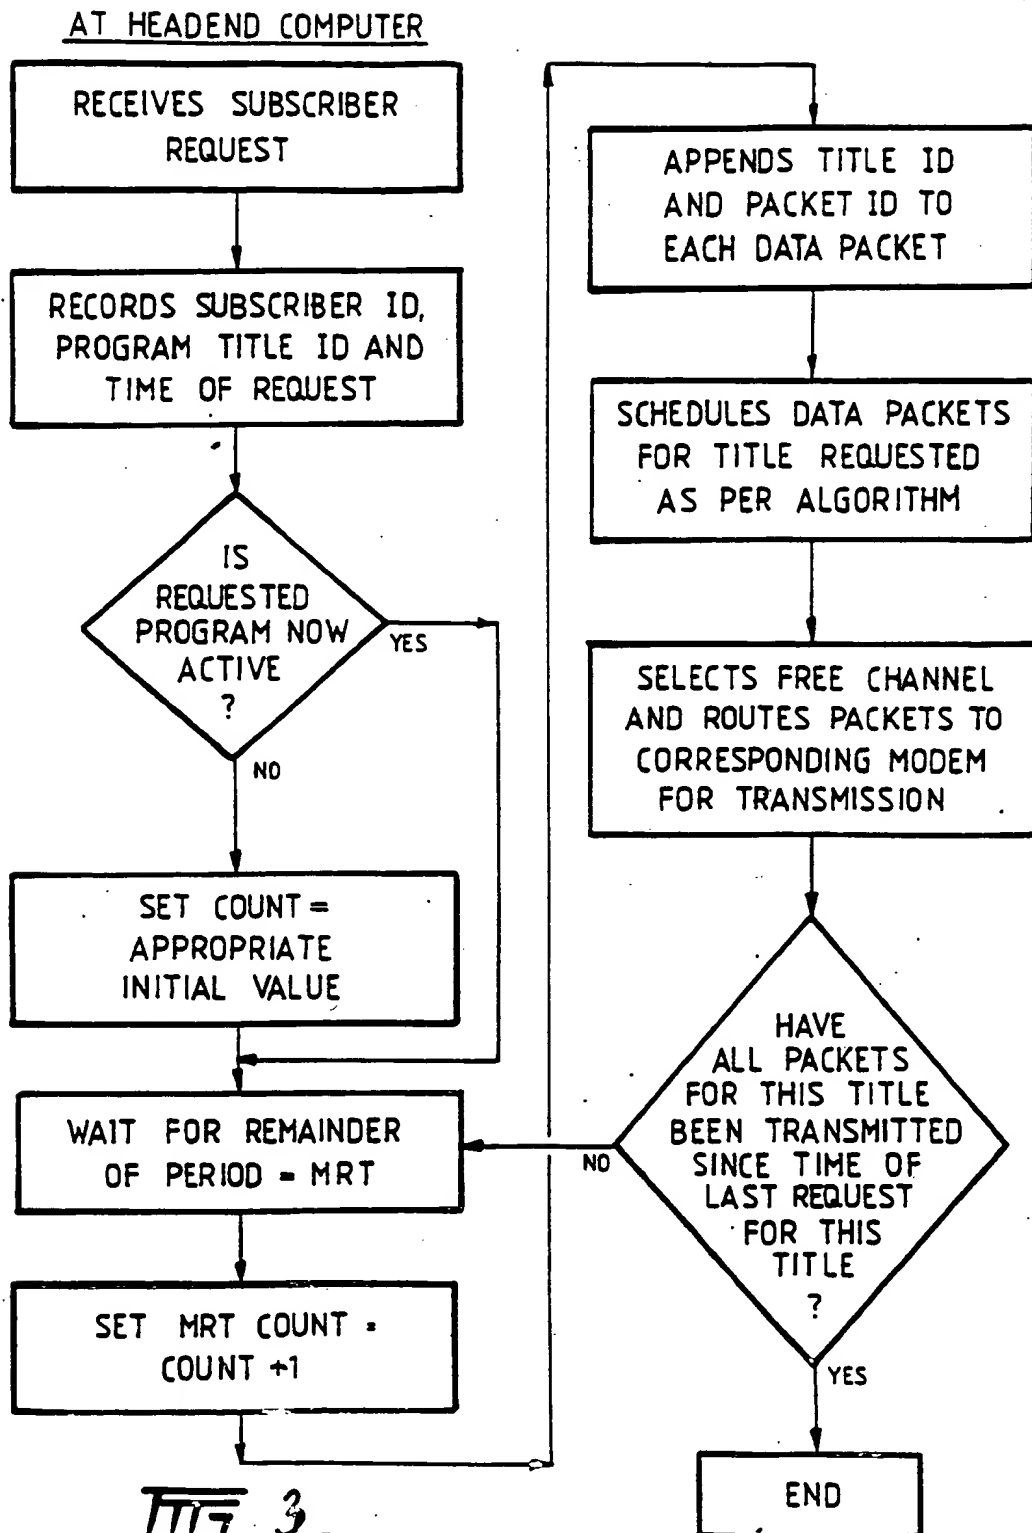 AT HEADEND COMPUTER
RECEIVES SUBSCRIBER
REQUEST
RECORDS SUBSCRIBER ID,
PROGRAM TITLE ID AND
TIME OF REQUEST
IS
REQUESTED
PROGRAM NOW
ACTIVE
?
YES
NO
SET COUNT =
APPROPRIATE
INITIAL VALUE
WAIT FOR REMAINDER
OF PERIOD = MRT
SET MRT COUNT =
COUNT +1
APPENDS TITLE ID
AND PACKET ID TO
EACH DATA PACKET
SCHEDULES DATA PACKETS
FOR TITLE REQUESTED
AS PER ALGORITHM
SELECTS FREE CHANNEL
AND ROUTES PACKETS TO
CORRESPONDING MODEM
FOR TRANSMISSION
HAVE
ALL PACKETS
FOR THIS TITLE
BEEN TRANSMITTED
SINCE TIME OF
LAST REQUEST
FOR THIS
TITLE
?
NO
YES
END
FIG 3